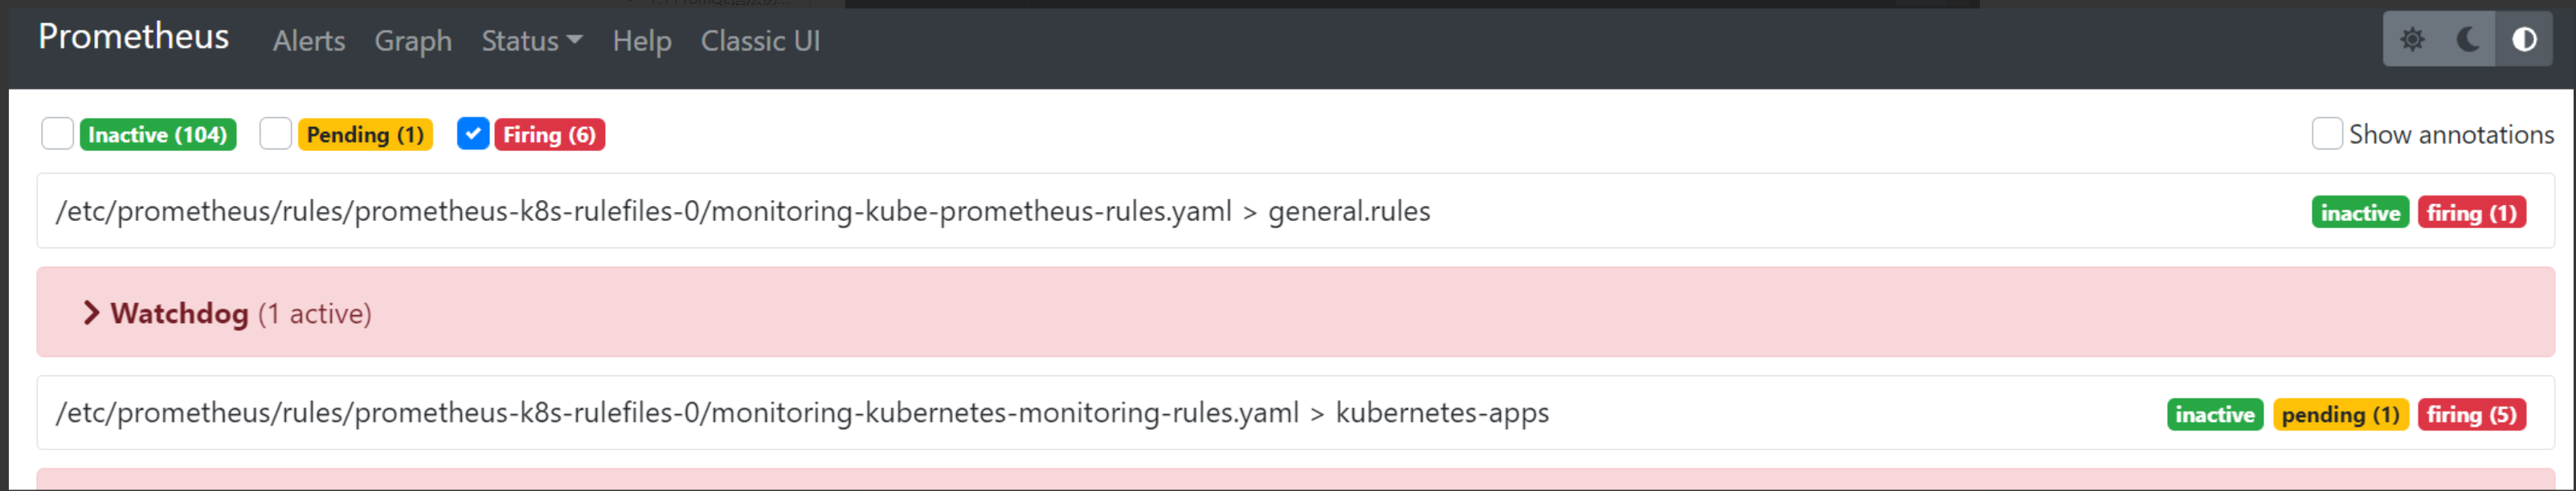 Prometheus Alerts Graph Status Help Classic UI
Inactive (104) Pending (1) Firing (6) Show annotations
/etc/prometheus/rules/prometheus-k8s-rulefiles-0/monitoring-kube-prometheus-rules.yaml > general.rules inactive firing (1)
Watchdog (1 active)
/etc/prometheus/rules/prometheus-k8s-rulefiles-0/monitoring-kubernetes-monitoring-rules.yaml > kubernetes-apps inactive pending (1) firing (5)